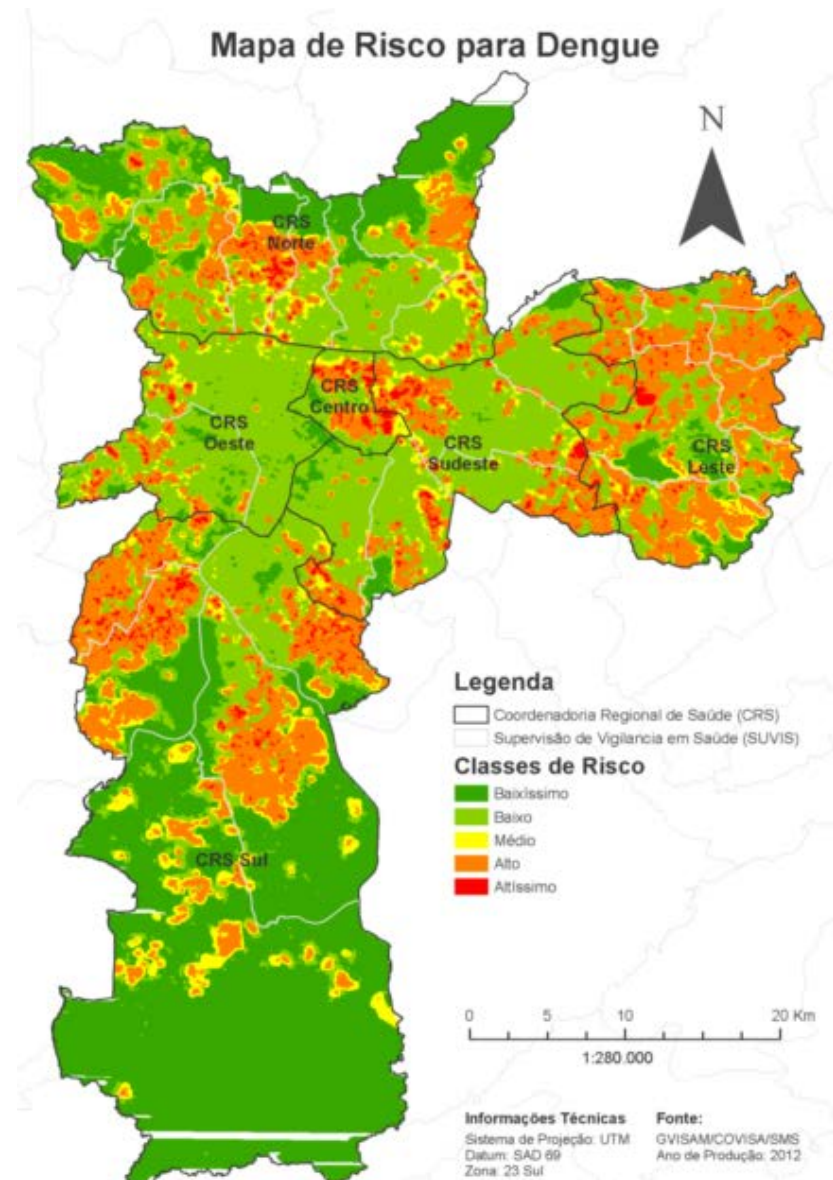 Mapa de Risco para Dengue
N
CRS
Norte
CRS
Centro
CRS
Oeste
CRS
Sudeste
CRS
Leste
CRS Sul
Legenda
Coordenadoria Regional de Saúde (CRS)
Supervisão de Vigilancia em Saúde (SUVIS)
Classes de Risco
Baixíssimo
Baixo
Médio
Alto
Altíssimo
0 5 10 20 Km
1:280.000
Informações Técnicas
Sistema de Projeção: UTM
Datum: SAD 69
Zona: 23 Sul
Fonte:
GVISAM/COVISA/SMS
Ano de Produção: 2012